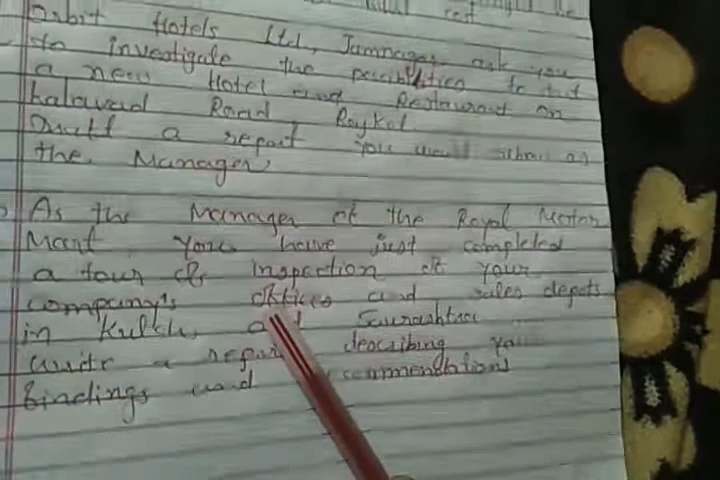 Orbit Hotels Ltd, Jamnagar ask you
to investigate the possibilities to
a new Hotel and Restaurant on
kalawad Road, Rajkot.
Draft a report you would submit as
the Manager
As the Manager of the Royal Motor
Mart you have just completed
a tour of inspection of your
company's offices and sales depots
in Kutch and Saurashtra
write a report describing
findings and